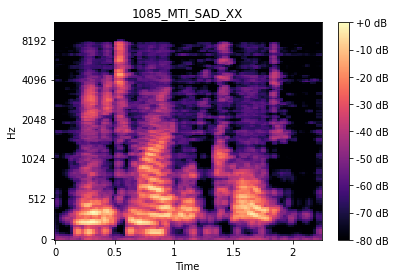 1085_MTI_SAD_XX
+0 dB
8192
-10 dB
4096
-20 dB
-30 dB
2048
-40 dB
Hz
1024
-50 dB
512
-60 dB
-70 dB
0
-80 dB
0 0.5 1 1.5 2
Time